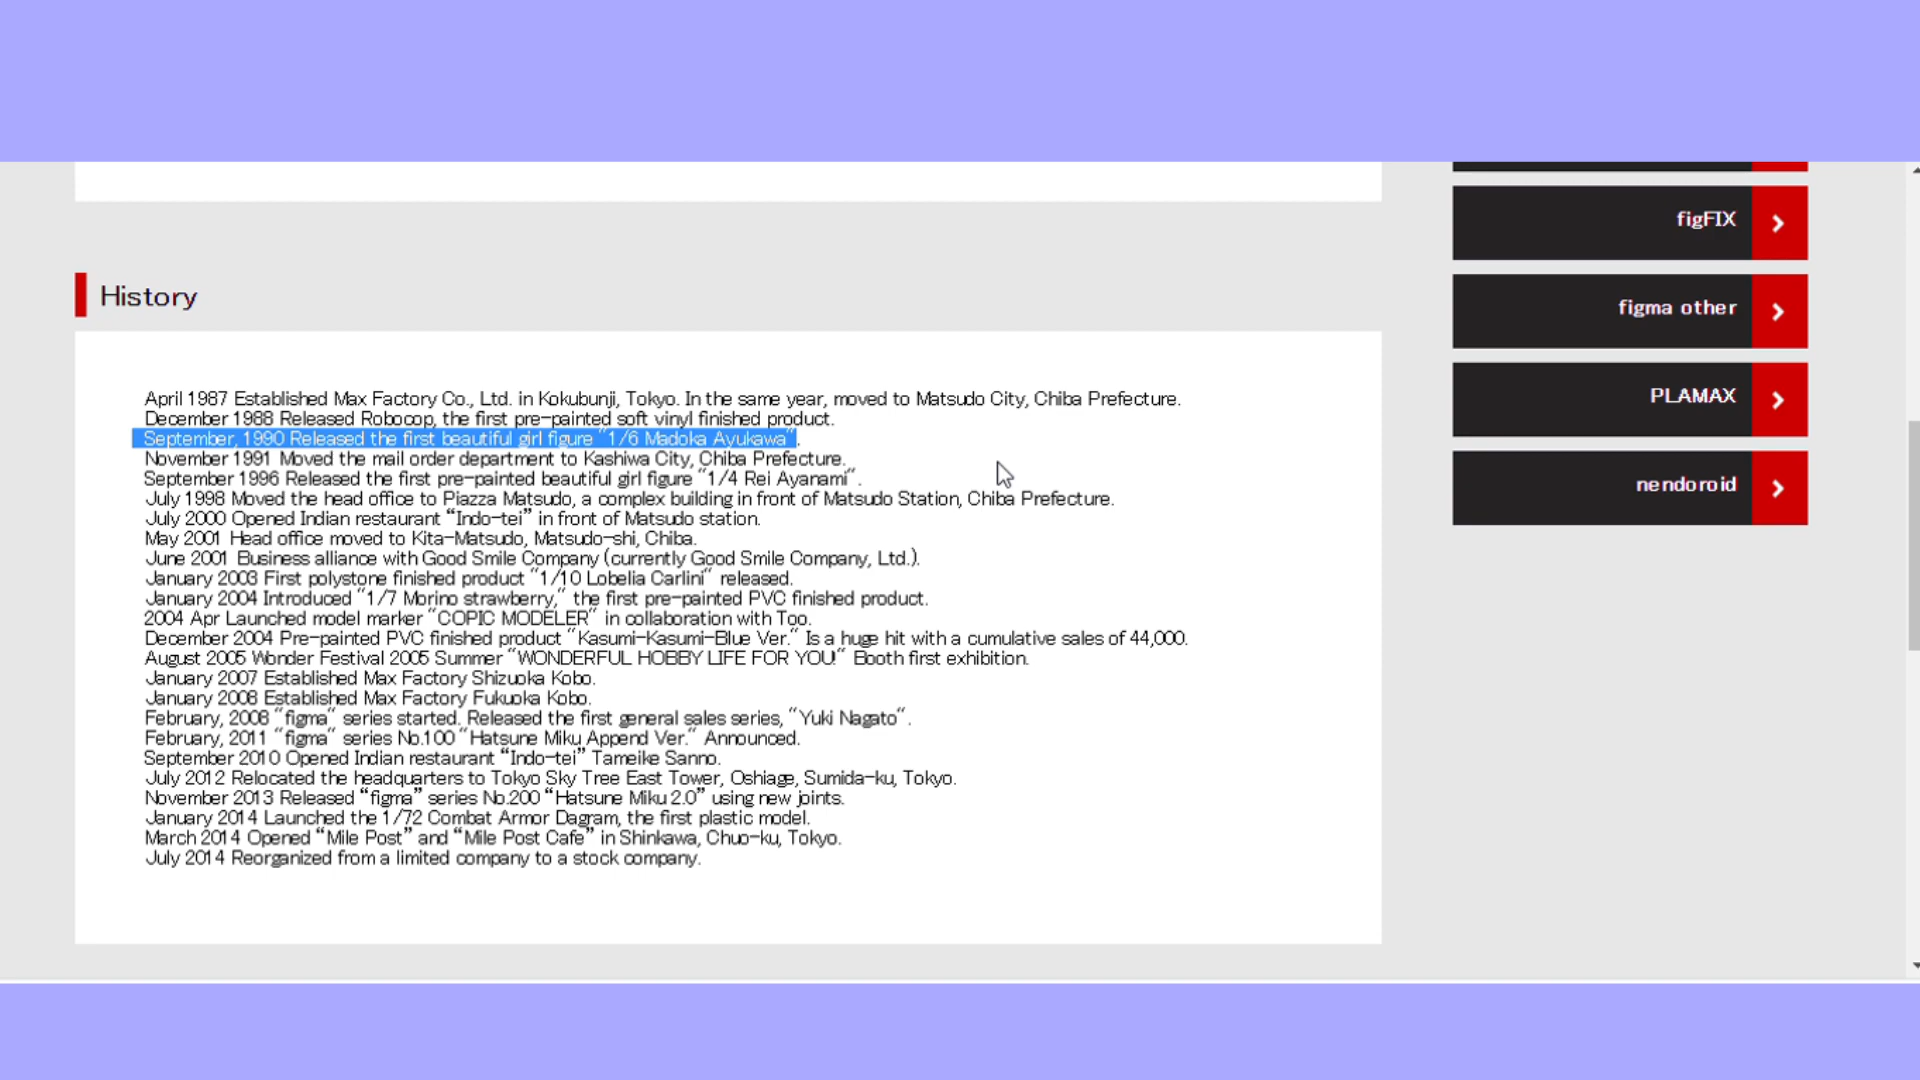 History
April 1987 Established Max Factory Co., Ltd. in Kokubunji, Tokyo. In the same year, moved to Matsudo City, Chiba Prefecture.
December 1988 Released Robocop, the first pre-painted soft vinyl finished product.
September, 1990 Released the first beautiful girl figure "1/6 Madoka Ayukawa".
November 1991 Moved the mail order department to Kashiwa City, Chiba Prefecture.
September 1996 Released the first pre-painted beautiful girl figure "1/4 Rei Ayanami".
July 1998 Moved the head office to Piazza Matsudo, a complex building in front of Matsudo Station, Chiba Prefecture.
July 2000 Opened Indian restaurant “Indo-tei” in front of Matsudo station.
May 2001 Head office moved to Kita-Matsudo, Matsudo-shi, Chiba.
June 2001 Business alliance with Good Smile Company (currently Good Smile Company, Ltd.).
January 2003 First polystone finished product "1/10 Lobelia Carlini" released.
January 2004 Introduced "1/7 Morino strawberry," the first pre-painted PVC finished product.
2004 Apr Launched model marker "COPIC MODELER" in collaboration with Too.
December 2004 Pre-painted PVC finished product "Kasumi-Kasumi-Blue Ver." Is a huge hit with a cumulative sales of 44,000.
August 2005 Wonder Festival 2005 Summer "WONDERFUL HOBBY LIFE FOR YOU!" Booth first exhibition.
January 2007 Established Max Factory Shizuoka Kobo.
January 2008 Established Max Factory Fukuoka Kobo.
February, 2008 "figma" series started. Released the first general sales series, "Yuki Nagato".
February, 2011 "figma" series No.100 "Hatsune Miku Append Ver." Announced.
September 2010 Opened Indian restaurant “Indo-tei” Tameike Sanno.
July 2012 Relocated the headquarters to Tokyo Sky Tree East Tower, Oshiage, Sumida-ku, Tokyo.
November 2013 Released “figma” series No.200 “Hatsune Miku 2.0” using new joints.
January 2014 Launched the 1/72 Combat Armor Dagram, the first plastic model.
March 2014 Opened “Mile Post” and “Mile Post Cafe” in Shinkawa, Chuo-ku, Tokyo.
July 2014 Reorganized from a limited company to a stock company.
figFIX
figma other
PLAMAX
nendoroid